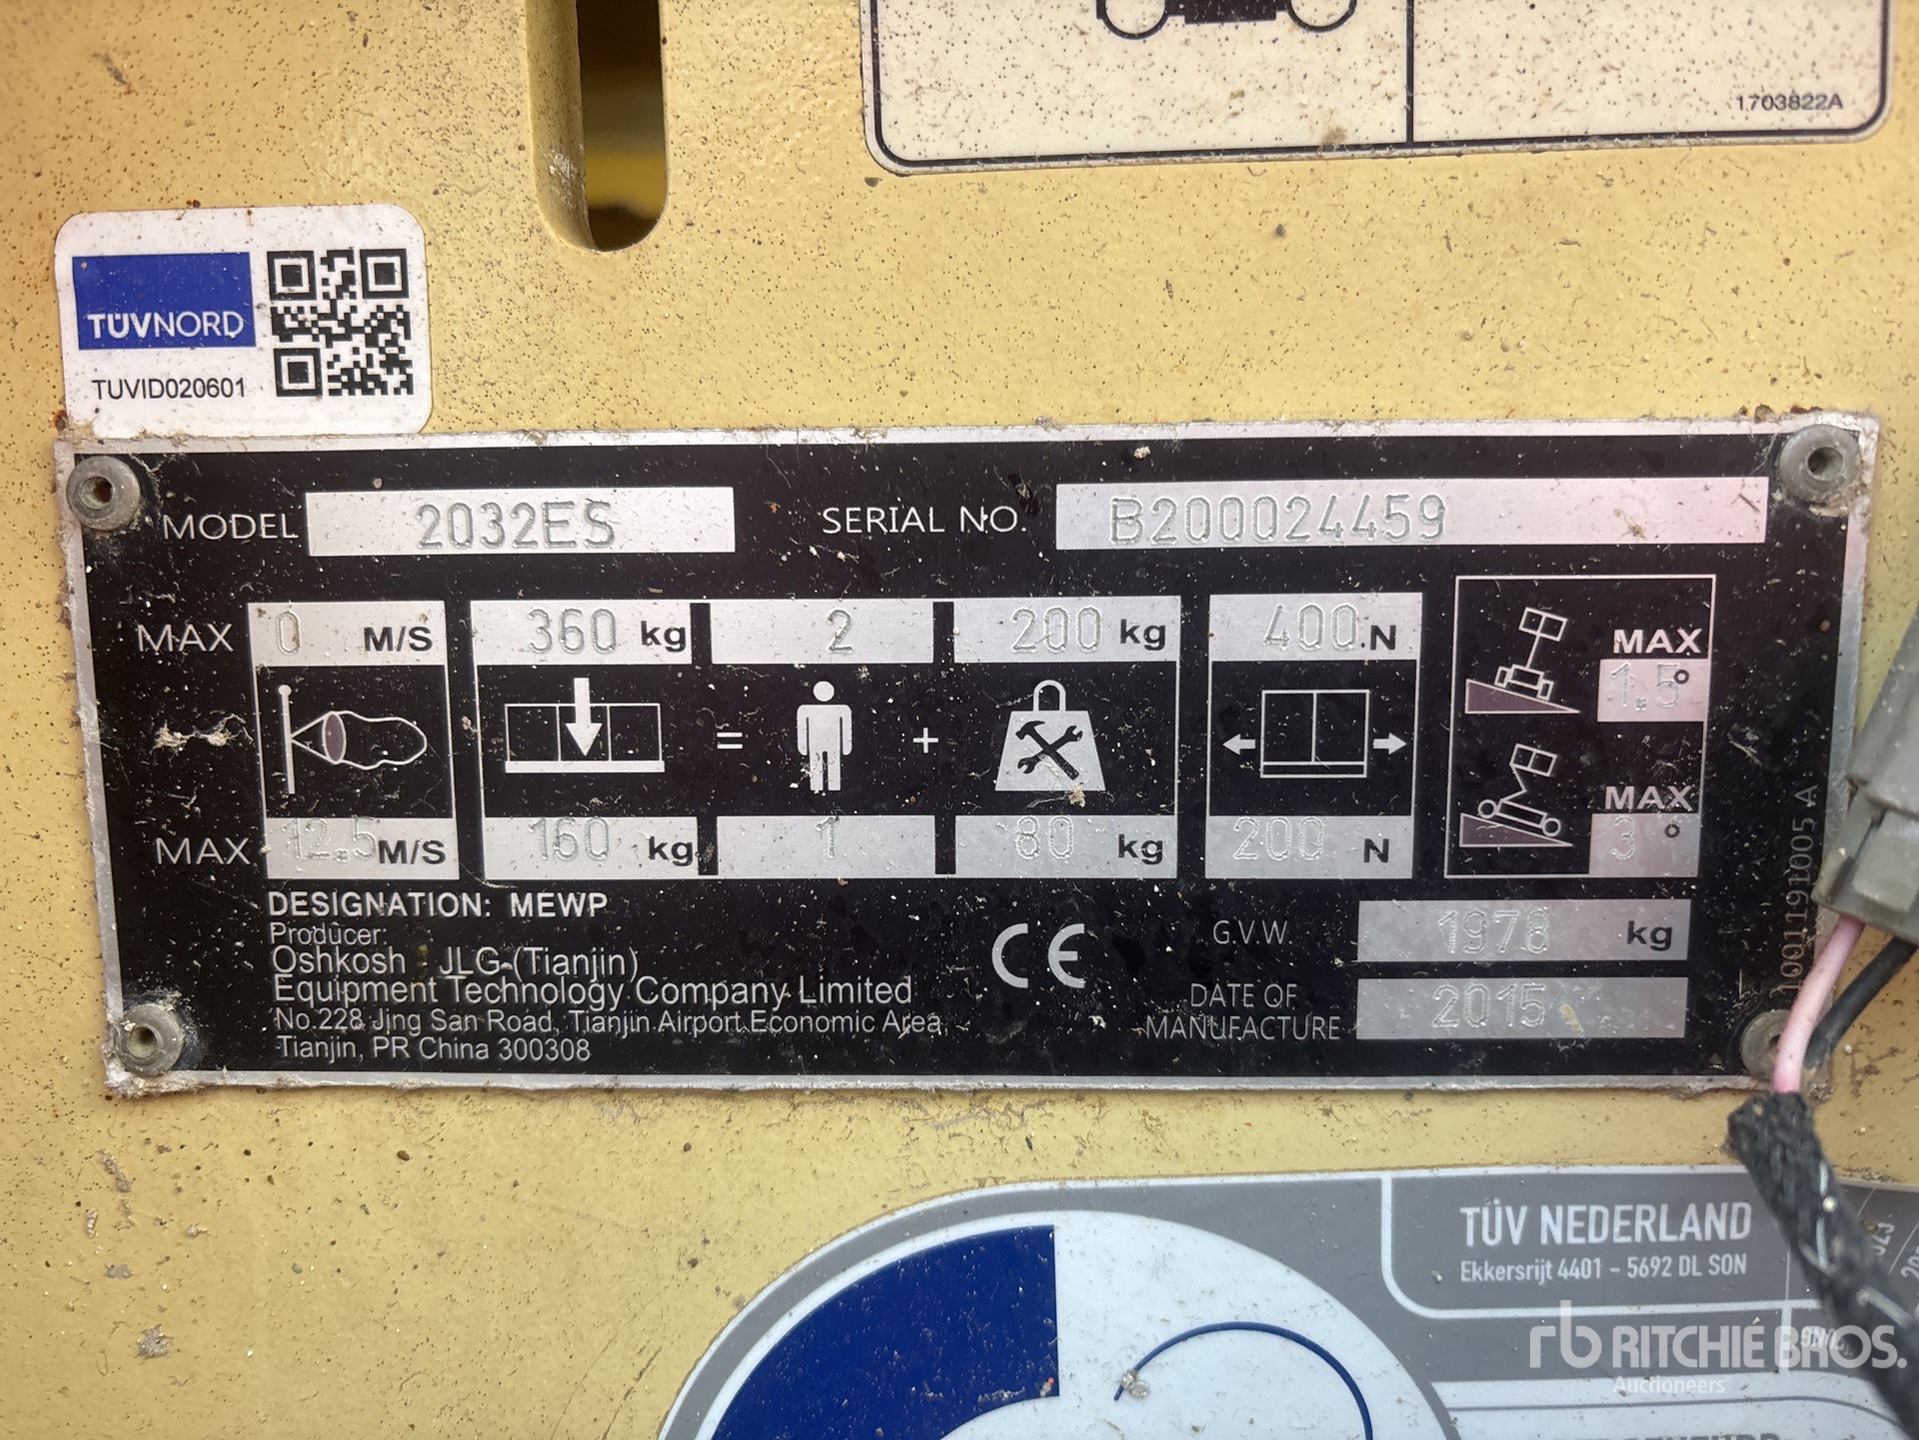 1703822A
TÜVNORD
TUVID020601
MODEL 2032ES SERIAL NO. B200024459
MAX 0 M/S 360 kg 2 200 kg 400 N
MAX
1.5°
= +
MAX
MAX 12.5 M/S 160 kg 1 80 kg 200 N 3°
DESIGNATION: MEWP
Producer:
Oshkosh JLG (Tianjin)
Equipment Technology Company Limited
No.228 Jing San Road, Tianjin Airport Economic Area,
Tianjin, PR China 300308
CE
G.V.W. 1978 kg
DATE OF
MANUFACTURE 2015
1001191005 A
TÜV NEDERLAND
Ekkersrijt 4401 - 5692 DL SON
rb RITCHIE BROS.
Auctioneers